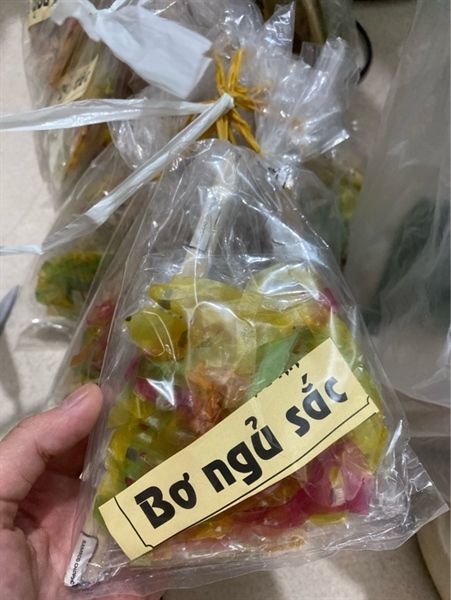 Bơ ngủ sắc